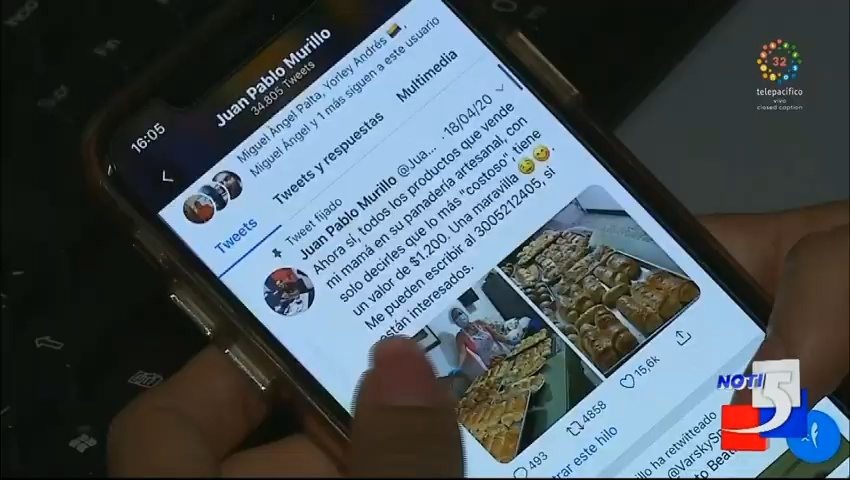 32
telepacífico
vivo
closed caption
16:05
Juan Pablo Murillo
34.805 Tweets
Miguel Ángel Palta, Yorley Andrés
Miguel Ángel y 1 más siguen a este usuario
Tweets
Tweets y respuestas
Multimedia
Tweet fijado
Juan Pablo Murillo @Jua... · 18/04/20
Ahora sí, todos los productos que vende
mi mamá en su panadería artesanal, con
solo decirles que lo más "costoso", tiene
un valor de $1.200. Una maravilla
Me pueden escribir al 3005212405, si
están interesados.
493
4858
15,6k
trar este hilo
ha retwitteado
NOTI
5